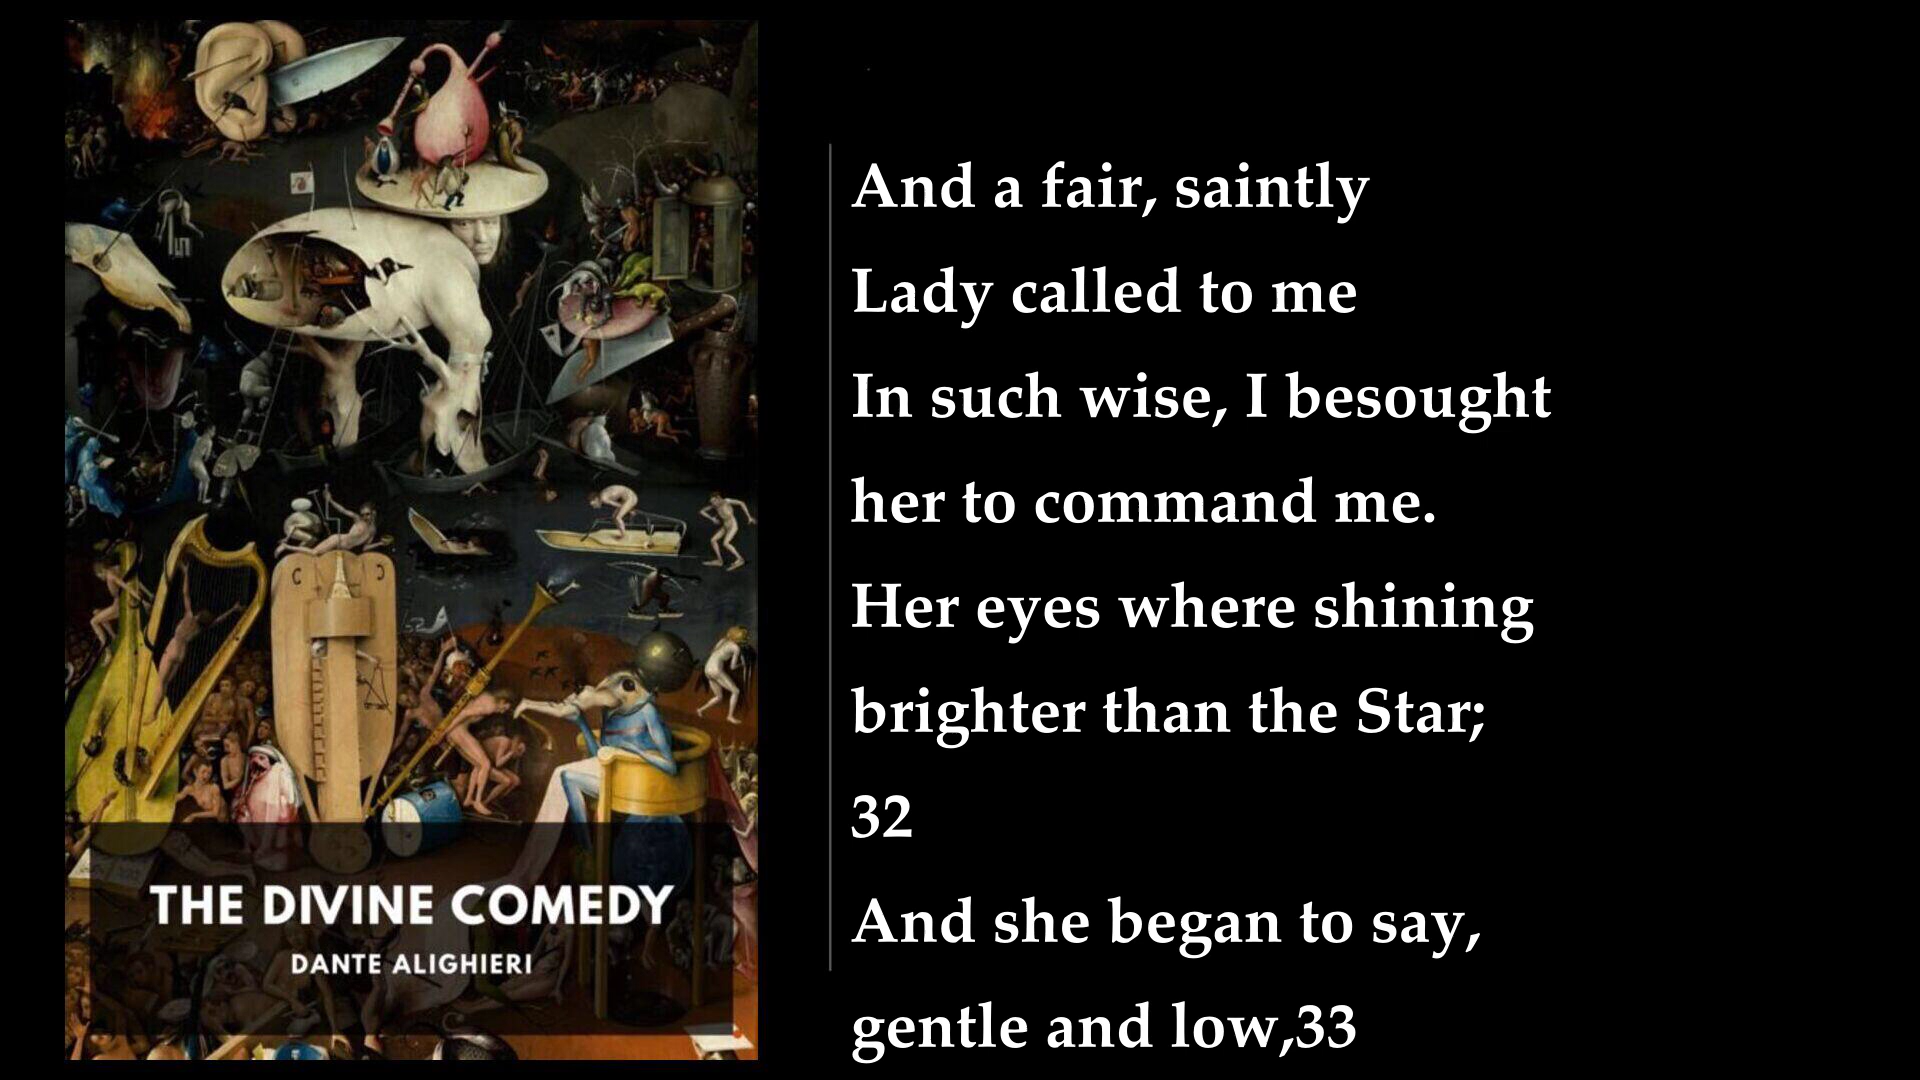 THE DIVINE COMEDY
DANTE ALIGHIERI
And a fair, saintly
Lady called to me
In such wise, I besought
her to command me.
Her eyes where shining
brighter than the Star;
32
And she began to say,
gentle and low,33